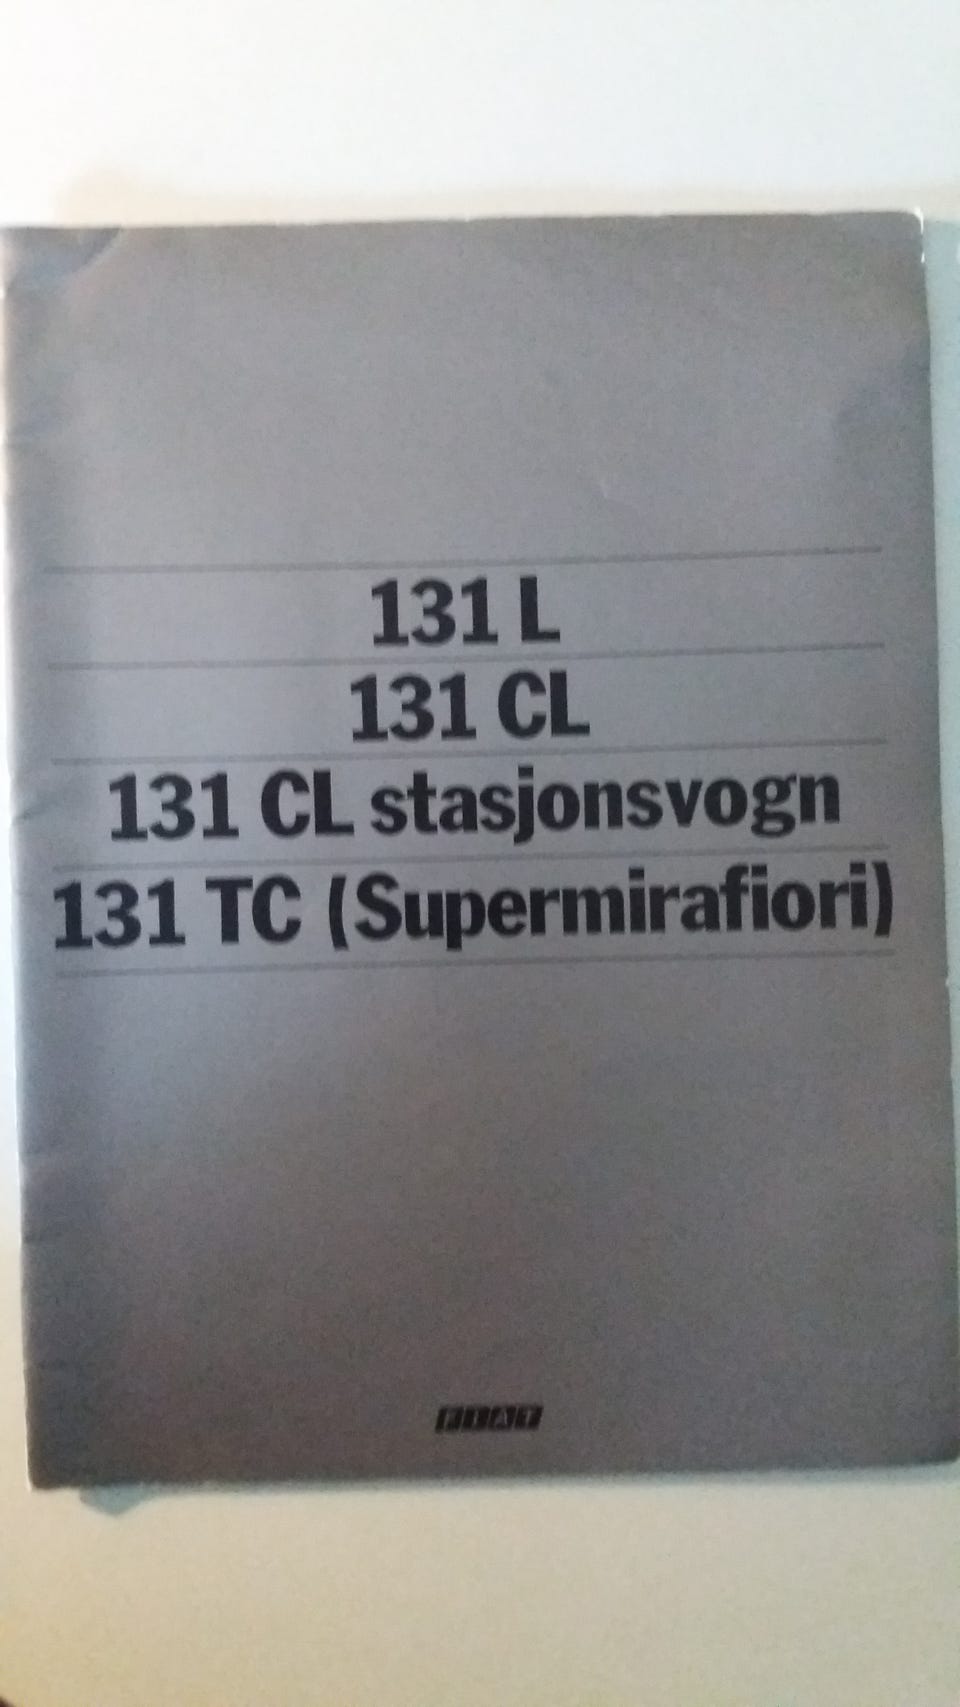 131 L
131 CL
131 CL stasjonsvogn
131 TC (Supermirafiori)
FIAT